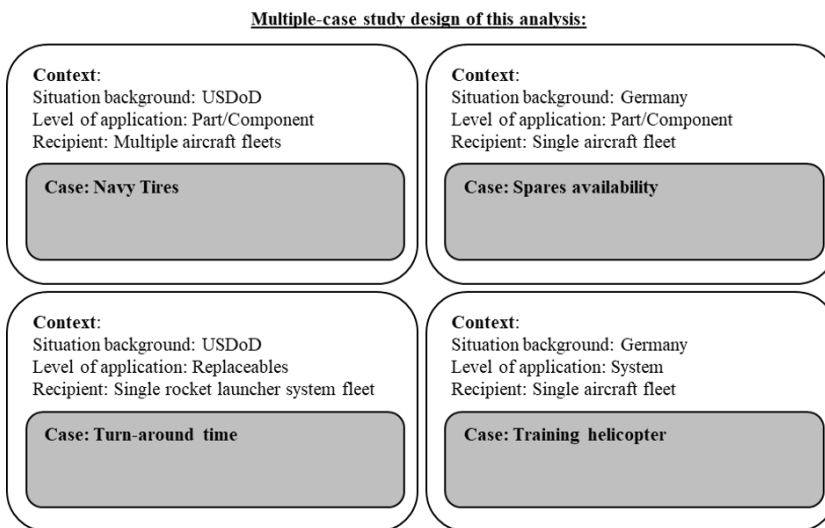 Multiple-case study design of this analysis:
Context:
Situation background: USDoD
Level of application: Part/Component
Recipient: Multiple aircraft fleets
Case: Navy Tires
Context:
Situation background: Germany
Level of application: Part/Component
Recipient: Single aircraft fleet
Case: Spares availability
Context:
Situation background: USDoD
Level of application: Replaceables
Recipient: Single rocket launcher system fleet
Case: Turn-around time
Context:
Situation background: Germany
Level of application: System
Recipient: Single aircraft fleet
Case: Training helicopter